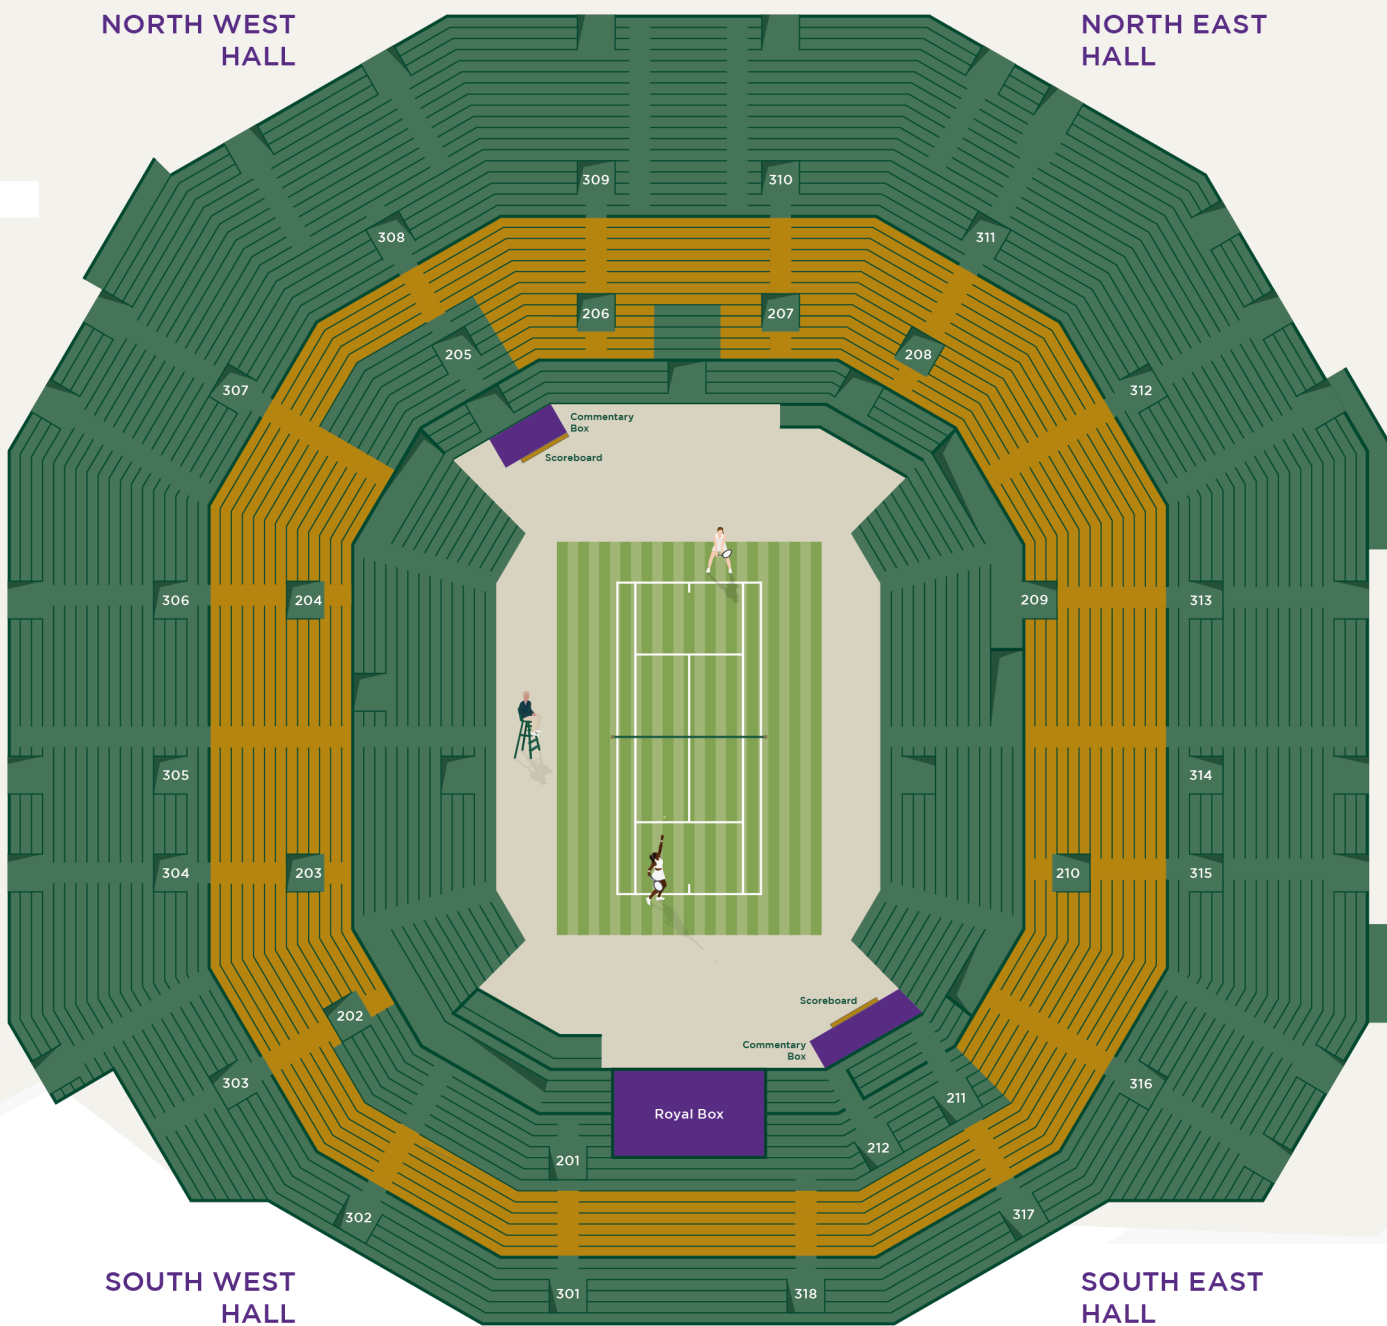 NORTH WEST
HALL
NORTH EAST
HALL
309
310
308
311
206
207
205
208
307
312
Commentary
Box
Scoreboard
306
204
209
313
305
314
304
203
210
315
Scoreboard
202
Commentary
Box
303
316
211
Royal Box
212
201
302
317
SOUTH WEST
HALL
301
318
SOUTH EAST
HALL